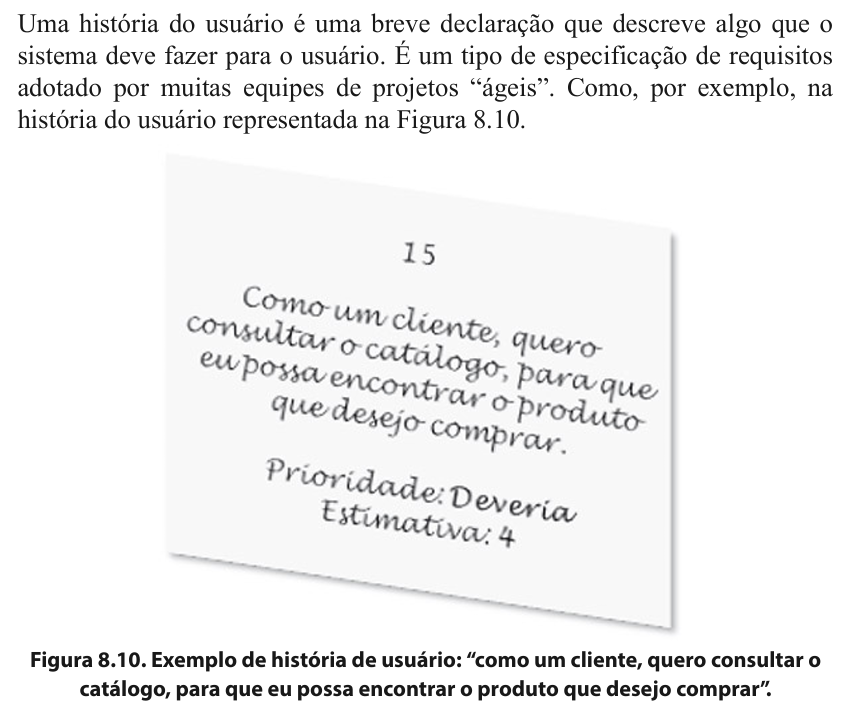 Uma história do usuário é uma breve declaração que descreve algo que o
sistema deve fazer para o usuário. É um tipo de especificação de requisitos
adotado por muitas equipes de projetos “ágeis”. Como, por exemplo, na
história do usuário representada na Figura 8.10.
15
Como um cliente, quero
consultar o catálogo, para que
eu possa encontrar o produto
que desejo comprar.
Prioridade: Deveria
Estimativa: 4
Figura 8.10. Exemplo de história de usuário: “como um cliente, quero consultar o
catálogo, para que eu possa encontrar o produto que desejo comprar”.